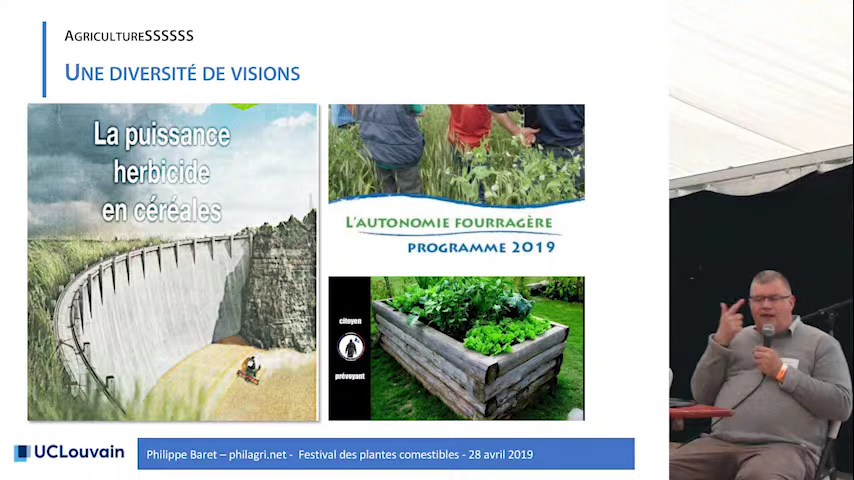 AgricultureSSSSSS
Une diversité de visions
La puissance
herbicide
en céréales
L'autonomie fourragère
programme 2019
citoyen
prévoyant
UCLouvain
Philippe Baret – philagri.net - Festival des plantes comestibles - 28 avril 2019